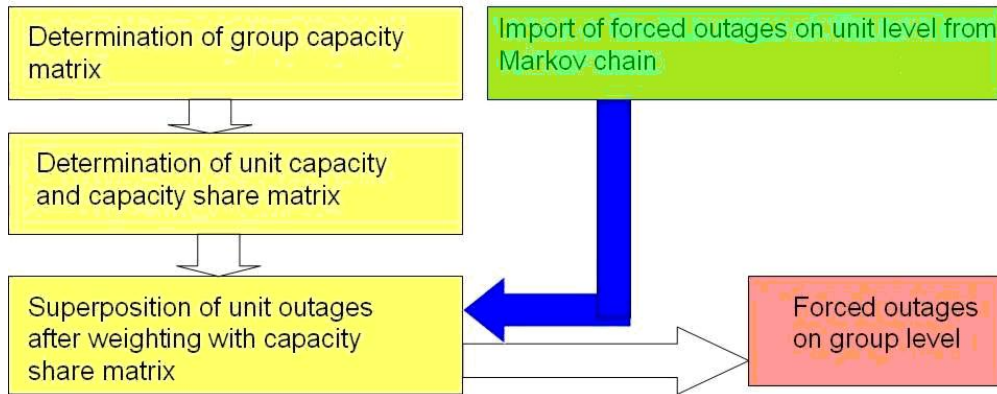 Determination of group capacity
matrix
Import of forced outages on unit level from
Markov chain
Determination of unit capacity
and capacity share matrix
Superposition of unit outages
after weighting with capacity
share matrix
Forced outages
on group level